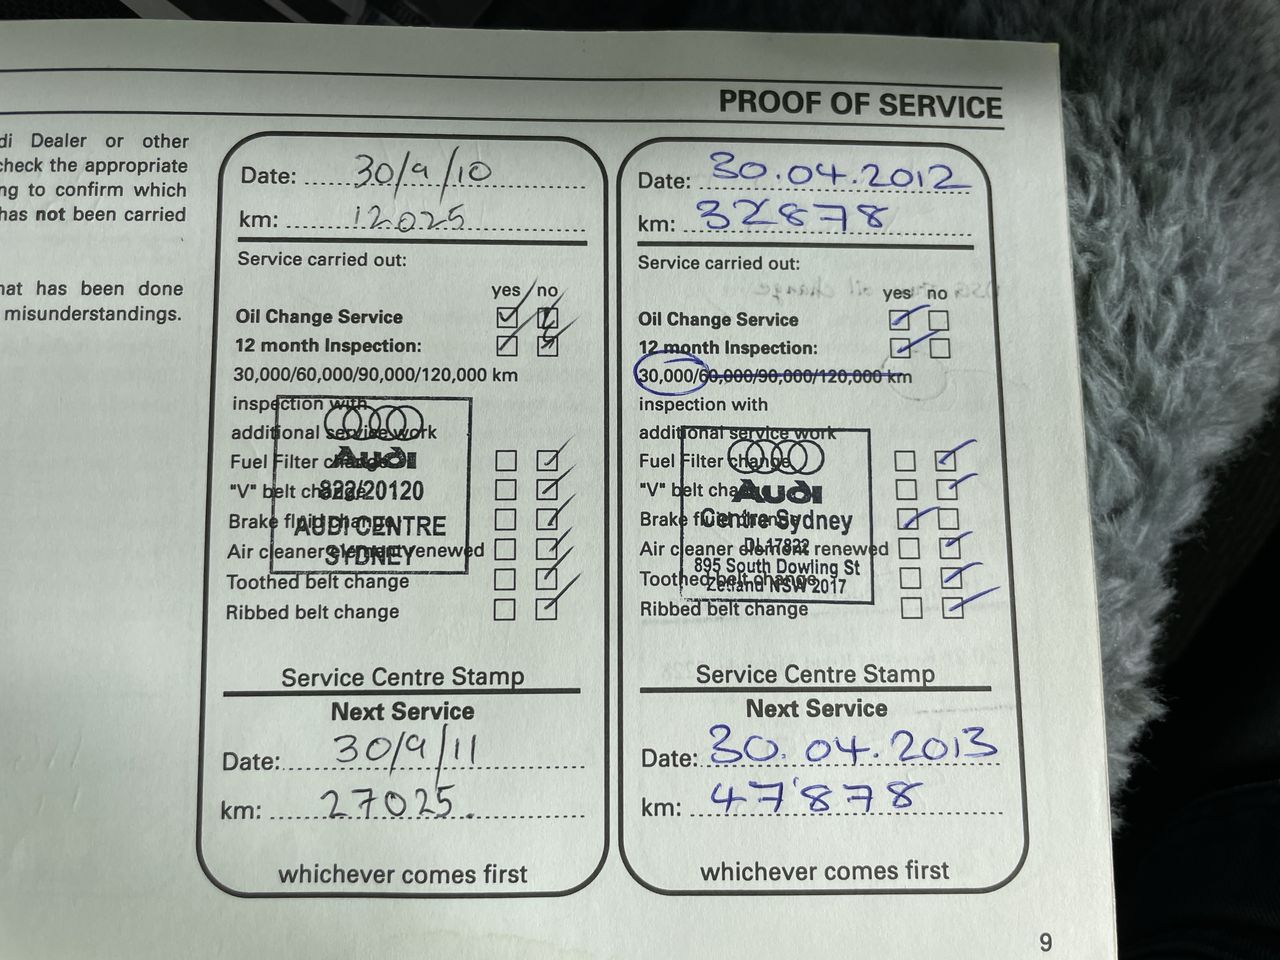 PROOF OF SERVICE
di Dealer or other
check the appropriate
ng to confirm which
has not been carried
hat has been done
misunderstandings.
Date: 30/9/10
km: 12025
Service carried out:
yes no
Oil Change Service
12 month Inspection:
30,000/60,000/90,000/120,000 km
inspection with
additional service work
Fuel Filter change
"V" belt change
Brake fluid change
Air cleaner element renewed
Toothed belt change
Ribbed belt change
Audi
822/20120
AUDI CENTRE
SYDNEY
Service Centre Stamp
Next Service
Date: 30/9/11
km: 27025.
whichever comes first
Date: 30.04.2012
km: 32878
Service carried out:
yes no
Oil Change Service
12 month Inspection:
30,000/60,000/90,000/120,000 km
inspection with
additional service work
Fuel Filter change
"V" belt change
Brake fluid change
Air cleaner element renewed
Toothed belt change
Ribbed belt change
Audi
Centre Sydney
DL17822
895 South Dowling St
Zetland NSW 2017
Service Centre Stamp
Next Service
Date: 30.04.2013
km: 47'878
whichever comes first
9